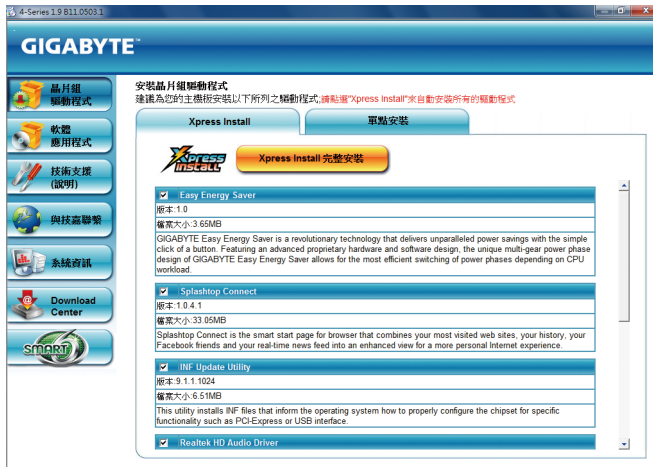 4-Series 1.9 B11.0503.1
GIGABYTE™
晶片組
驅動程式
軟體
應用程式
技術支援
(說明)
與技嘉聯繫
系統資訊
Download
Center
SMART
安裝晶片組驅動程式
建議為您的主機板安裝以下所列之驅動程式;請點選"Xpress Install"來自動安裝所有的驅動程式
Xpress Install
單點安裝
Xpress
INSTALL
Xpress Install 完整安裝
Easy Energy Saver
版本:1.0
檔案大小:3.65MB
GIGABYTE Easy Energy Saver is a revolutionary technology that delivers unparalleled power savings with the simple
click of a button. Featuring an advanced proprietary hardware and software design, the unique multi-gear power phase
design of GIGABYTE Easy Energy Saver allows for the most efficient switching of power phases depending on CPU
workload.
Splashtop Connect
版本:1.0.4.1
檔案大小:33.05MB
Splashtop Connect is the smart start page for browser that combines your most visited web sites, your history, your
Facebook friends and your real-time news feed into an enhanced view for a more personal Internet experience.
INF Update Utility
版本:9.1.1.1024
檔案大小:6.51MB
This utility installs INF files that inform the operating system how to properly configure the chipset for specific
functionality such as PCI-Express or USB interface.
Realtek HD Audio Driver